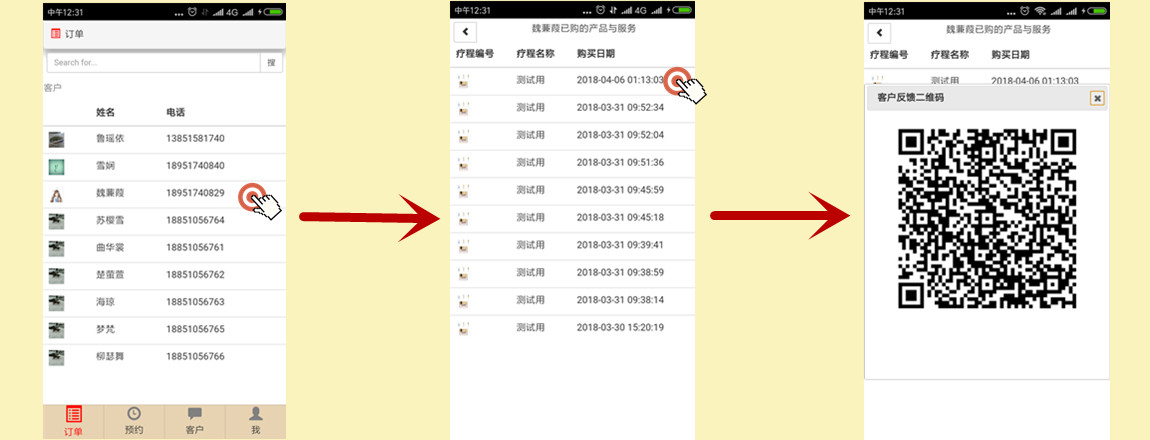 中午12:31
... 4G
订单
Search for...
搜
客户
姓名 电话
鲁瑶依 13851581740
雪娴 18951740840
魏蒹葭 18951740829
苏樱雪 18851056764
曲华裳 18851056761
楚萤萱 18851056762
海琼 18851056763
梦梵 18851056765
柳瑟舞 18851056766
订单 预约 客户 我
中午12:31
... 4G
魏蒹葭已购的产品与服务
疗程编号 疗程名称 购买日期
测试用 2018-04-06 01:13:03
测试用 2018-03-31 09:52:34
测试用 2018-03-31 09:52:04
测试用 2018-03-31 09:51:36
测试用 2018-03-31 09:45:59
测试用 2018-03-31 09:45:18
测试用 2018-03-31 09:39:41
测试用 2018-03-31 09:38:59
测试用 2018-03-31 09:38:14
测试用 2018-03-30 15:20:19
中午12:31
...
魏蒹葭已购的产品与服务
疗程编号 疗程名称 购买日期
测试用 2018-04-06 01:13:03
客户反馈二维码